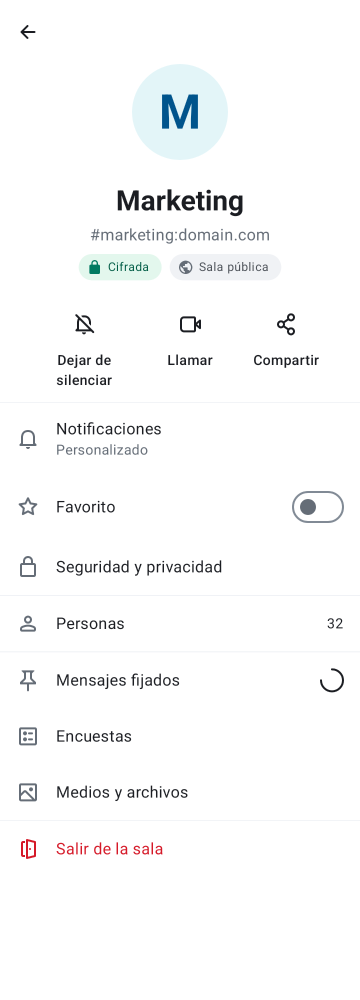 M
Marketing
#marketing:domain.com
Cifrada
Sala pública
Dejar de
silenciar
Llamar
Compartir
Notificaciones
Personalizado
Favorito
Seguridad y privacidad
Personas
32
Mensajes fijados
Encuestas
Medios y archivos
Salir de la sala